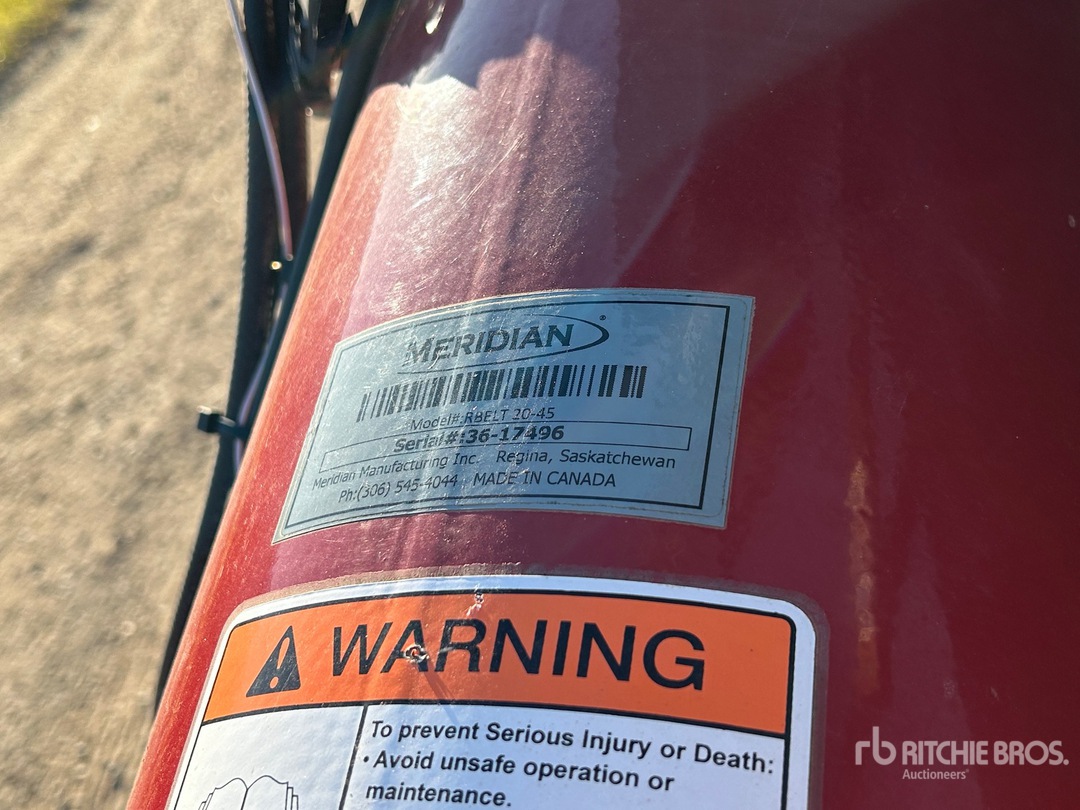 MERIDIAN®
Model#:RBELT 20-45
Serial#:36-17496
Meridian Manufacturing Inc. Regina, Saskatchewan
Ph:(306) 545-4044 MADE IN CANADA
WARNING
To prevent Serious Injury or Death:
• Avoid unsafe operation or
maintenance.
rb RITCHIE BROS.
Auctioneers®